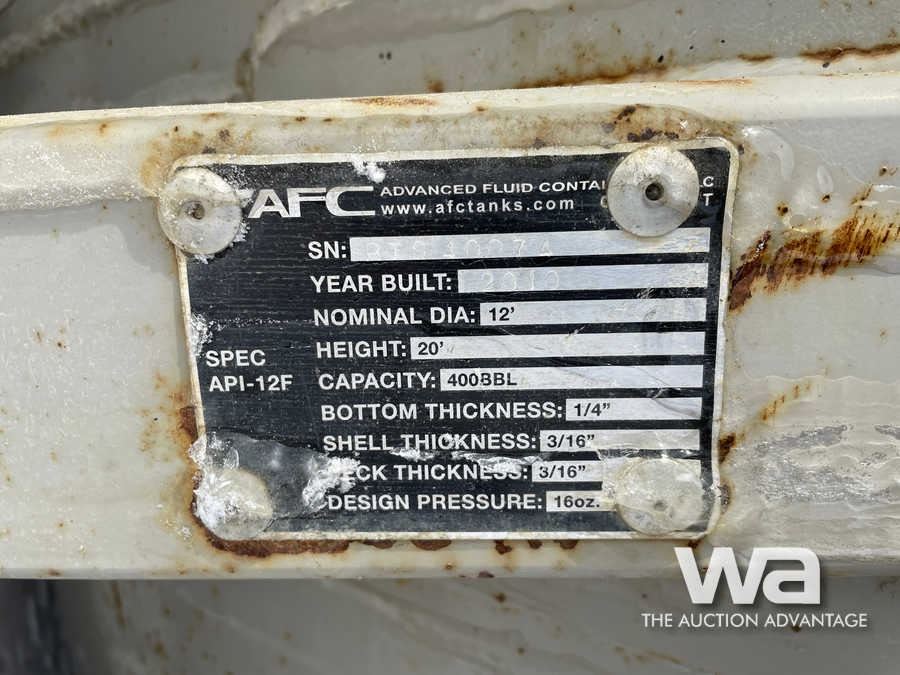 AFC ADVANCED FLUID
www.afctanks.com
SN:
YEAR BUILT: 2010
NOMINAL DIA: 12'
HEIGHT: 20'
SPEC
API-12F
CAPACITY: 400BBL
BOTTOM THICKNESS: 1/4"
SHELL THICKNESS: 3/16"
THICKNESS: 3/16"
DESIGN PRESSURE: 16oz.
wa
THE AUCTION ADVANTAGE